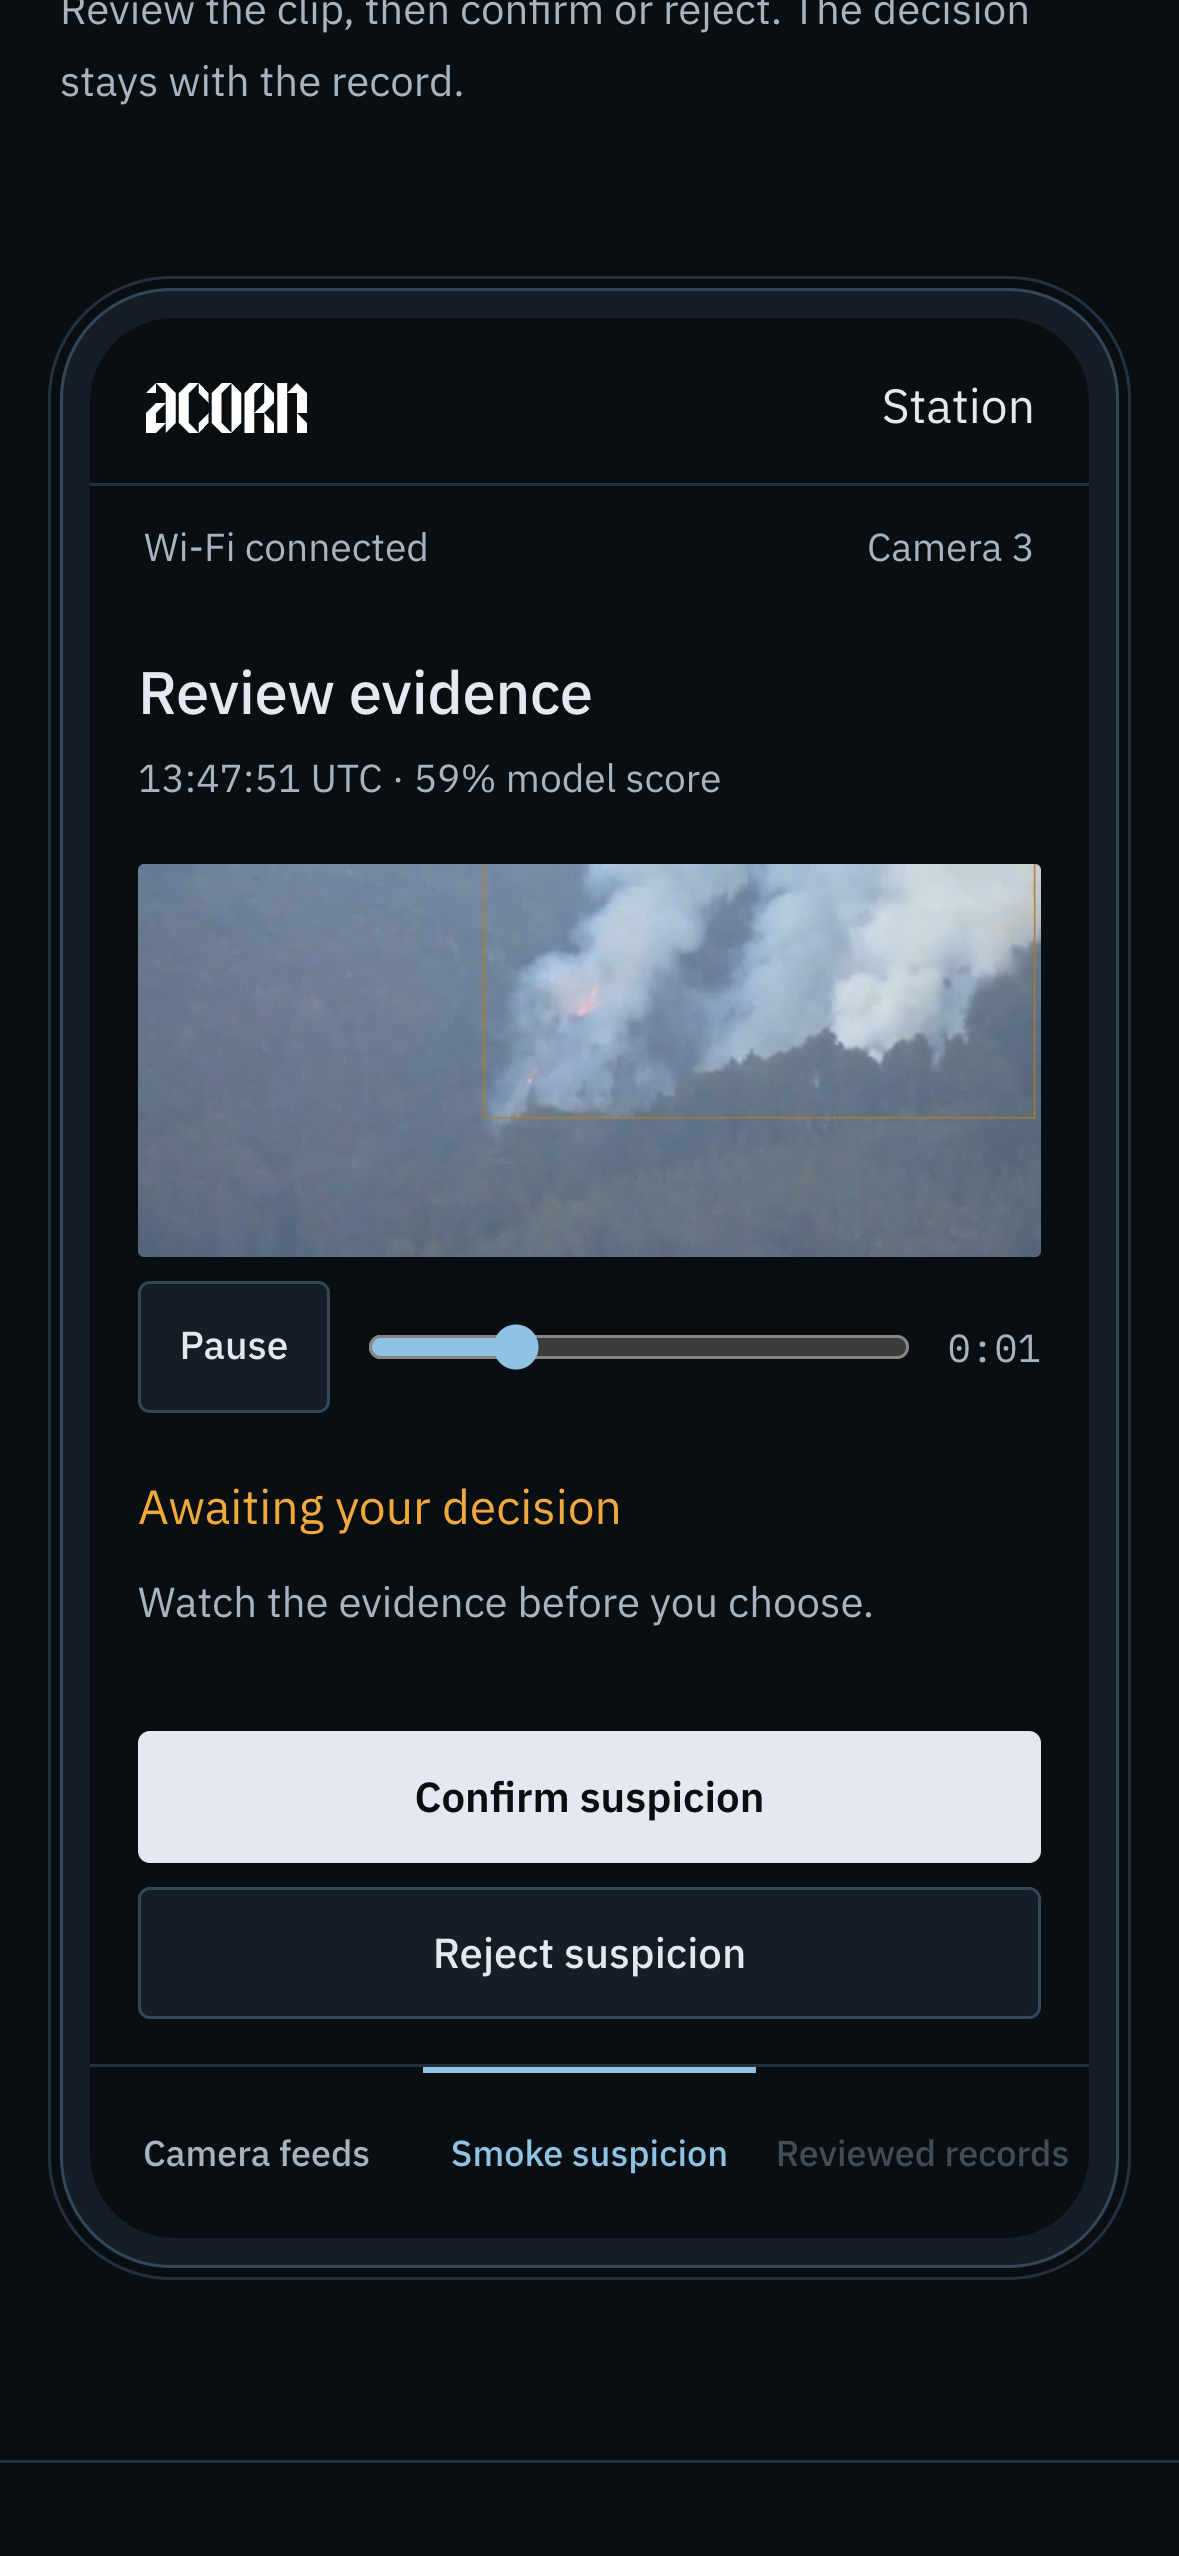 Review the clip, then confirm or reject. The decision
stays with the record.
acorn
Station
Wi-Fi connected
Camera 3
Review evidence
13:47:51 UTC · 59% model score
Pause
0:01
Awaiting your decision
Watch the evidence before you choose.
Confirm suspicion
Reject suspicion
Camera feeds
Smoke suspicion
Reviewed records